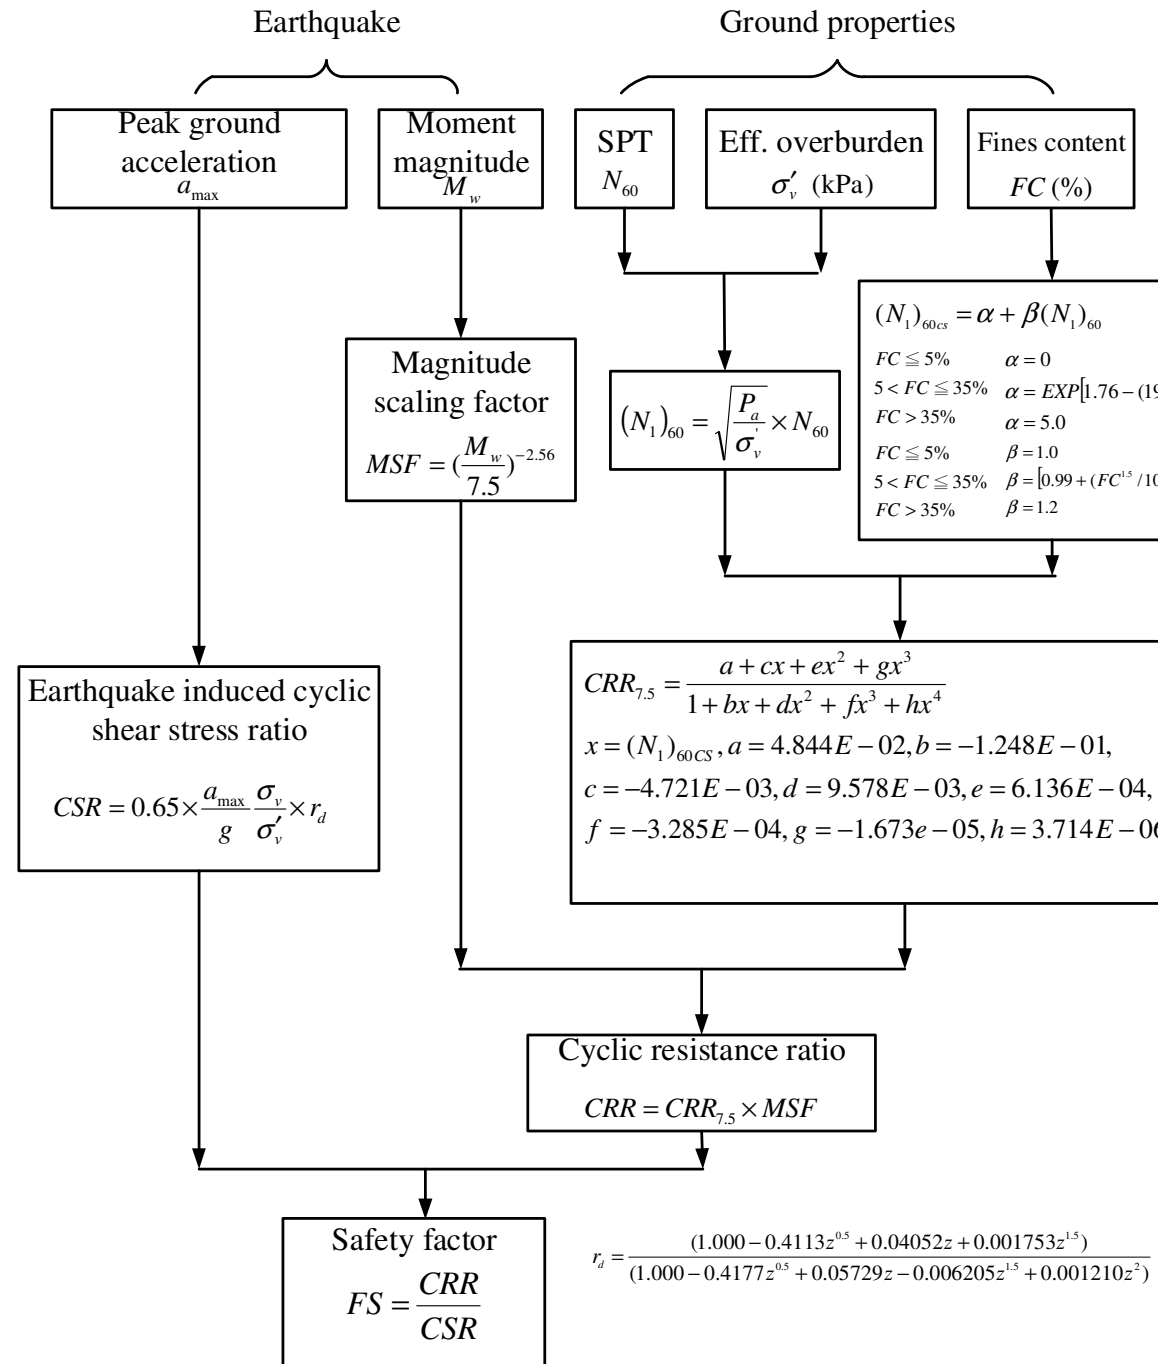 Earthquake
Ground properties
Peak ground
acceleration
a_max
Moment
magnitude
M_w
SPT
N_60
Eff. overburden
σ′_v (kPa)
Fines content
FC (%)
(N_1)_60cs = α + β(N_1)_60
FC ≦ 5% α = 0
5 < FC ≦ 35% α = EXP[1.76 − (19
FC > 35% α = 5.0
FC ≦ 5% β = 1.0
5 < FC ≦ 35% β = [0.99 + (FC^1.5 / 10
FC > 35% β = 1.2
Magnitude
scaling factor
MSF = (M_w / 7.5)^−2.56
(N_1)_60 = √(P_a / σ'_v) × N_60
Earthquake induced cyclic
shear stress ratio
CSR = 0.65 × (a_max / g) (σ_v / σ′_v) × r_d
CRR_7.5 = (a + cx + ex^2 + gx^3) / (1 + bx + dx^2 + fx^3 + hx^4)
x = (N_1)_60CS, a = 4.844E − 02, b = −1.248E − 01,
c = −4.721E − 03, d = 9.578E − 03, e = 6.136E − 04,
f = −3.285E − 04, g = −1.673e − 05, h = 3.714E − 06
Cyclic resistance ratio
CRR = CRR_7.5 × MSF
Safety factor
FS = CRR / CSR
r_d = (1.000 − 0.4113z^0.5 + 0.04052z + 0.001753z^1.5) / (1.000 − 0.4177z^0.5 + 0.05729z − 0.006205z^1.5 + 0.001210z^2)